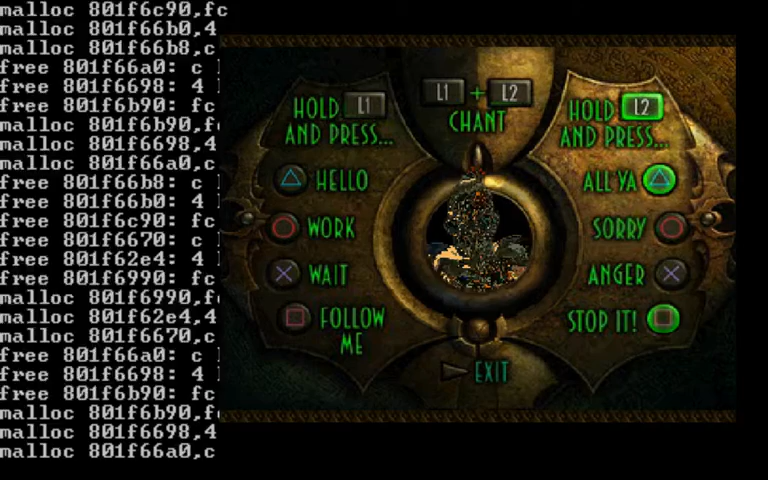 malloc 801f6c90,fc
malloc 801f66b0,4
malloc 801f66b8,c
free 801f66a0: c
free 801f6698: 4
free 801f6b90: fc
malloc 801f6b90,f
malloc 801f6698,4
malloc 801f66a0,c
free 801f66b8: c
free 801f66b0: 4
free 801f6c90: fc
free 801f6670: c
free 801f62e4: 4
free 801f6990: fc
malloc 801f6990,f
malloc 801f62e4,4
malloc 801f6670,c
free 801f66a0: c
free 801f6698: 4
free 801f6b90: fc
malloc 801f6b90,f
malloc 801f6698,4
malloc 801f66a0,c
HOLD L1
AND PRESS...
HELLO
WORK
WAIT
FOLLOW
ME
L1 + L2
CHANT
EXIT
HOLD L2
AND PRESS...
ALL YA
SORRY
ANGER
STOP IT!